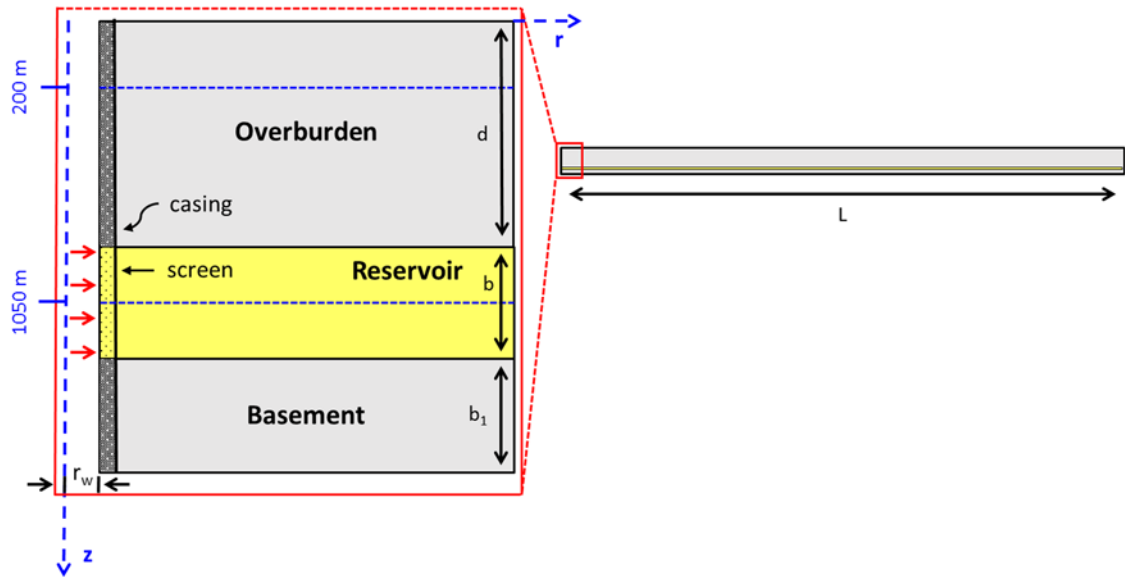 r
200 m
Overburden
d
casing
L
screen
Reservoir
b
1050 m
Basement
b1
rw
z